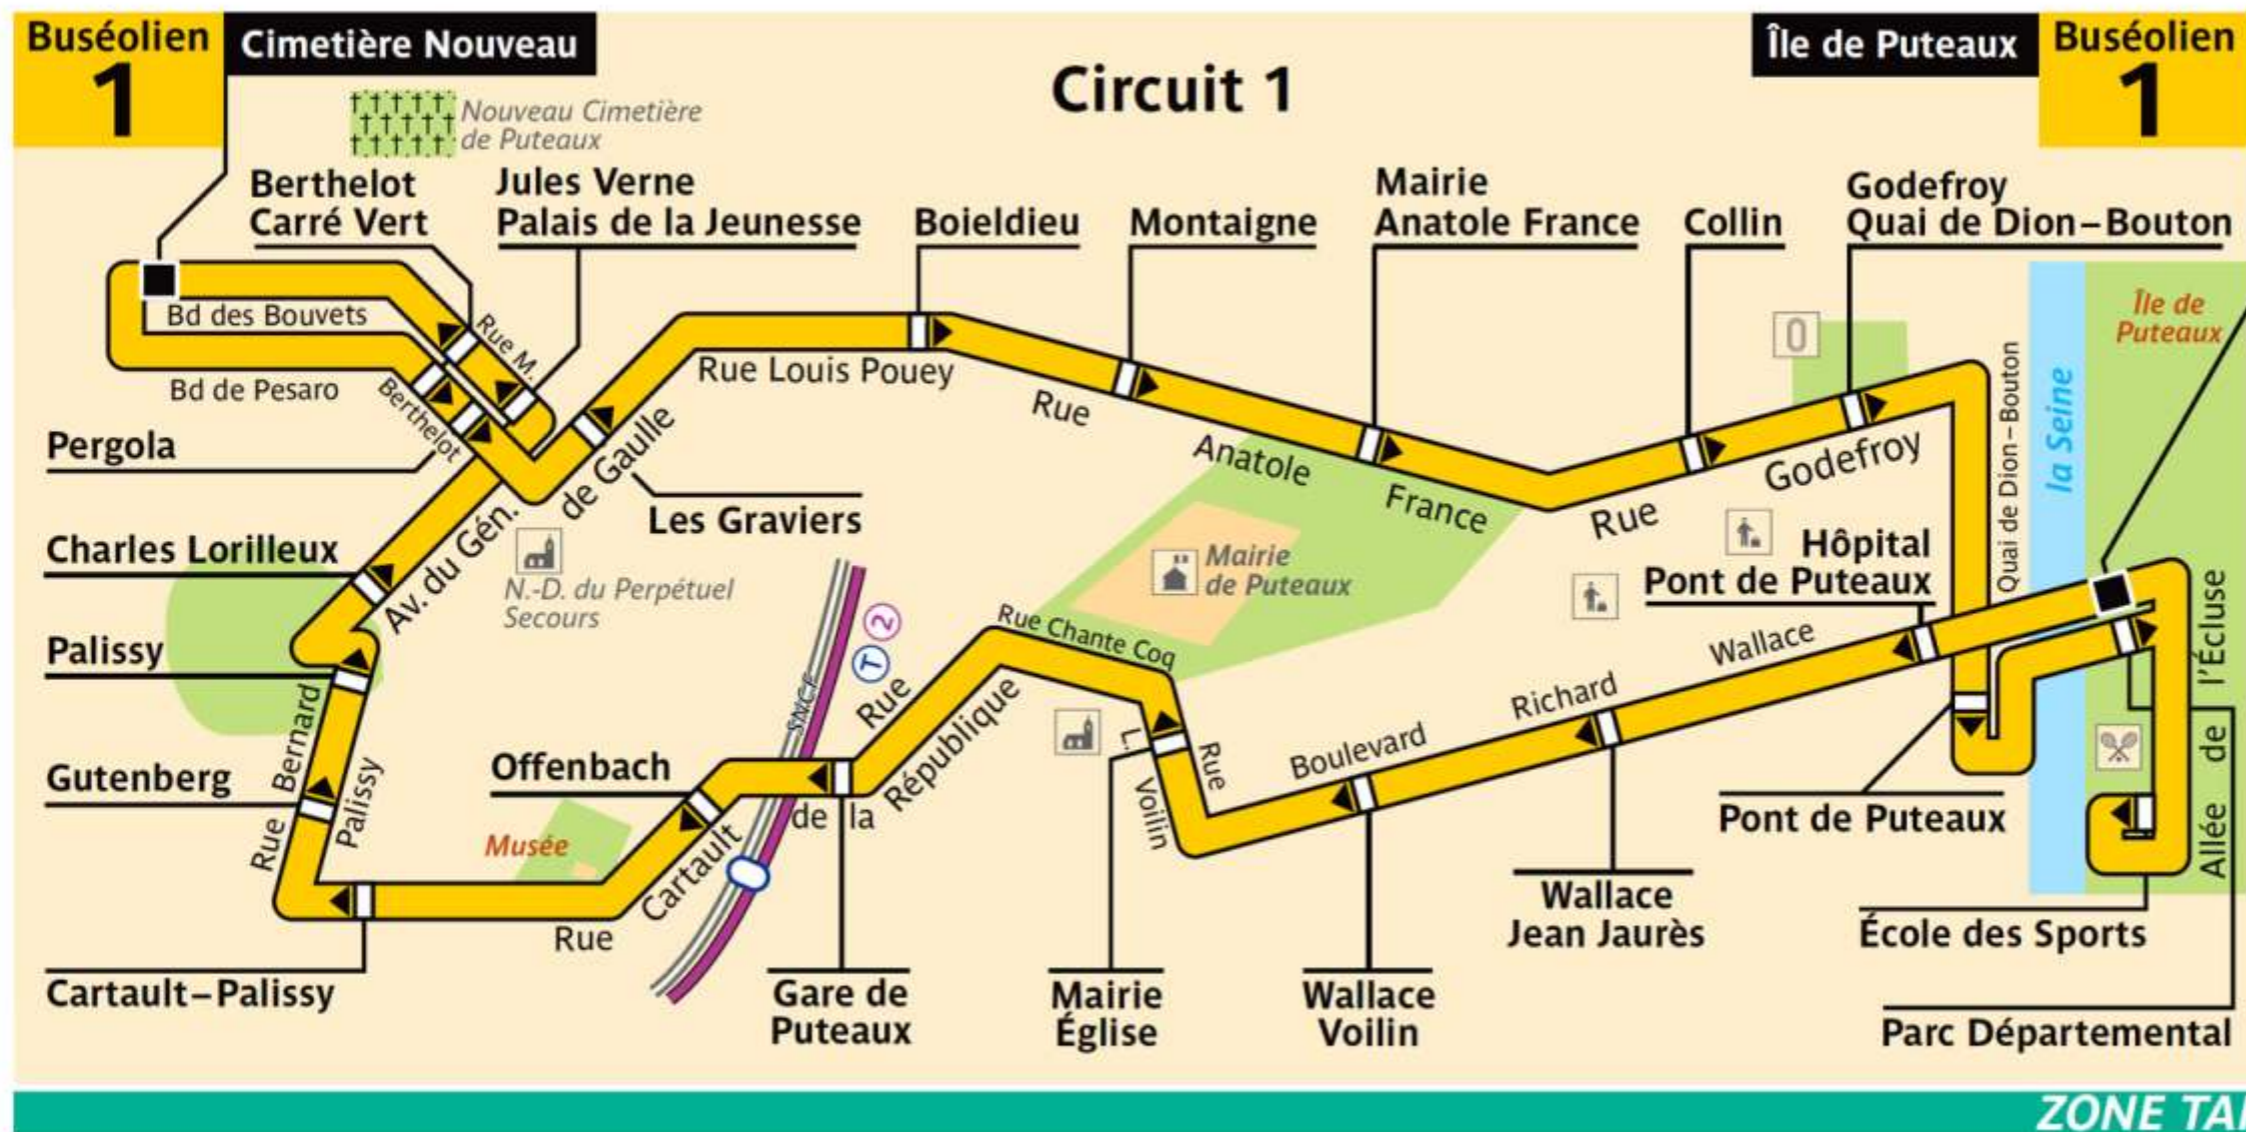 Buséolien
1
Cimetière Nouveau
Circuit 1
Île de Puteaux
Buséolien
1
Nouveau Cimetière
de Puteaux
Berthelot
Carré Vert
Jules Verne
Palais de la Jeunesse
Boieldieu
Montaigne
Mairie
Anatole France
Collin
Godefroy
Quai de Dion–Bouton
Bd des Bouvets
Bd de Pesaro
Rue M.
Berthelot
Rue Louis Pouey
Rue
Anatole
France
Rue
Godefroy
Quai de Dion–Bouton
la Seine
Île de
Puteaux
Pergola
Les Graviers
Av. du Gén.
de Gaulle
Charles Lorilleux
N.-D. du Perpétuel
Secours
Mairie
de Puteaux
Hôpital
Pont de Puteaux
Palissy
SNCF
T
2
Rue Chante Coq
Wallace
Richard
Boulevard
Allée de l'Écluse
Gutenberg
Rue Bernard
Palissy
Offenbach
Musée
Rue
Cartault
Rue
de la
République
L.
Voilin
Rue
Pont de Puteaux
Wallace
Jean Jaurès
École des Sports
Cartault–Palissy
Gare de
Puteaux
Mairie
Église
Wallace
Voilin
Parc Départemental
ZONE TA